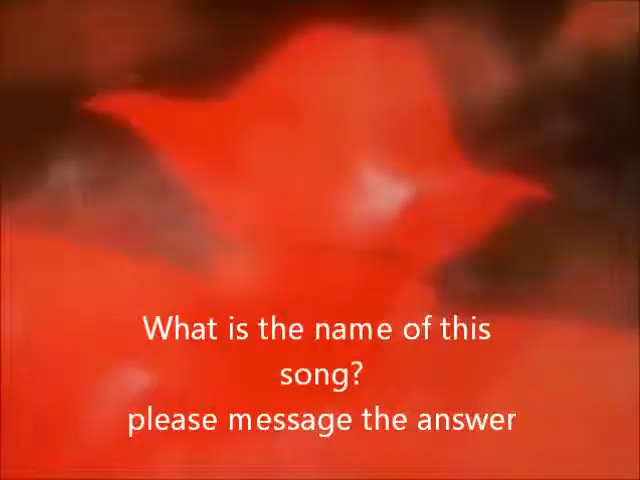 What is the name of this
song?
please message the answer